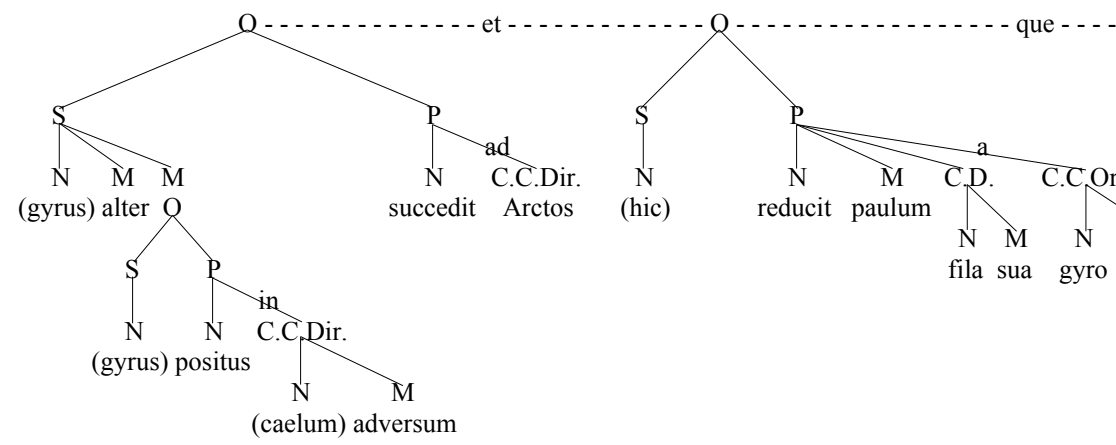 O - - - - - - - - - - - - - - - - - - - et - - - - - - - - - - - - - - - - - - O - - - - - - - - - - - - - - - - - - - - - - - que - - - -
S P S P
ad a
N M M N C.C.Dir. N N M C.D. C.C.Or
(gyrus) alter O succedit Arctos (hic) reducit paulum
S P N M N
fila sua gyro
in
N N C.C.Dir.
(gyrus) positus
N M
(caelum) adversum